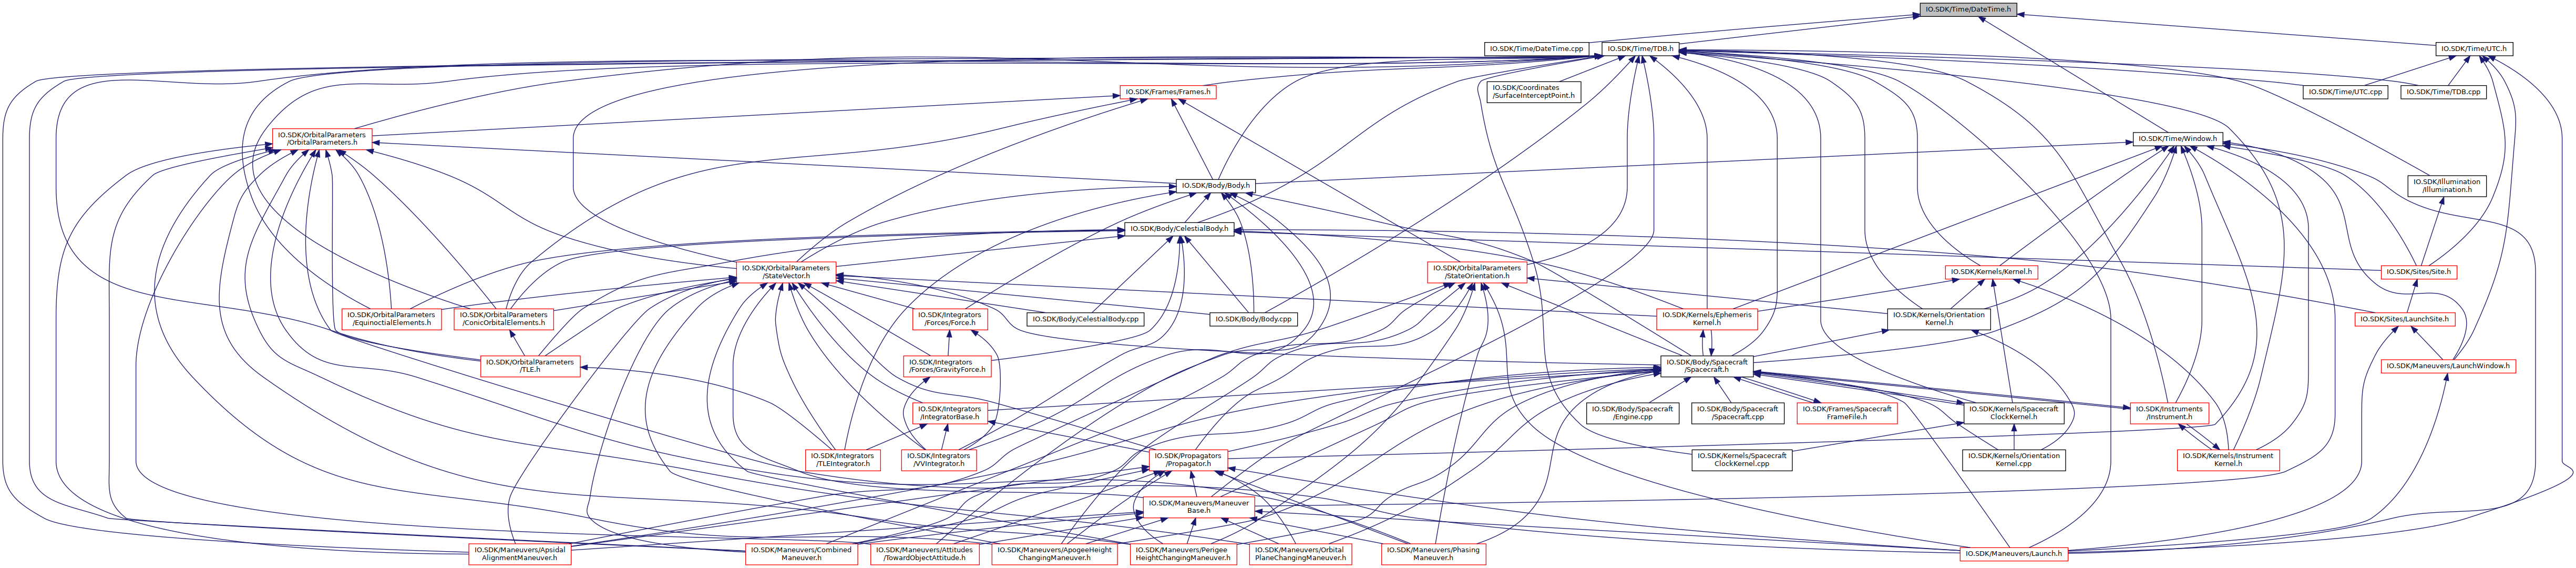 IO.SDK/Time/DateTime.h
IO.SDK/Time/DateTime.cpp
IO.SDK/Time/TDB.h
IO.SDK/Time/UTC.h
IO.SDK/Frames/Frames.h
IO.SDK/Coordinates
/SurfaceInterceptPoint.h
IO.SDK/Time/UTC.cpp
IO.SDK/Time/TDB.cpp
IO.SDK/OrbitalParameters
/OrbitalParameters.h
IO.SDK/Time/Window.h
IO.SDK/Body/Body.h
IO.SDK/Illumination
/Illumination.h
IO.SDK/Body/CelestialBody.h
IO.SDK/OrbitalParameters
/StateVector.h
IO.SDK/OrbitalParameters
/StateOrientation.h
IO.SDK/Kernels/Kernel.h
IO.SDK/Sites/Site.h
IO.SDK/OrbitalParameters
/EquinoctialElements.h
IO.SDK/OrbitalParameters
/ConicOrbitalElements.h
IO.SDK/Integrators
/Forces/Force.h
IO.SDK/Body/CelestialBody.cpp
IO.SDK/Body/Body.cpp
IO.SDK/Kernels/Ephemeris
Kernel.h
IO.SDK/Kernels/Orientation
Kernel.h
IO.SDK/Sites/LaunchSite.h
IO.SDK/OrbitalParameters
/TLE.h
IO.SDK/Integrators
/Forces/GravityForce.h
IO.SDK/Body/Spacecraft
/Spacecraft.h
IO.SDK/Maneuvers/LaunchWindow.h
IO.SDK/Integrators
/IntegratorBase.h
IO.SDK/Body/Spacecraft
/Engine.cpp
IO.SDK/Body/Spacecraft
/Spacecraft.cpp
IO.SDK/Frames/Spacecraft
FrameFile.h
IO.SDK/Kernels/Spacecraft
ClockKernel.h
IO.SDK/Instruments
/Instrument.h
IO.SDK/Integrators
/TLEIntegrator.h
IO.SDK/Integrators
/VVIntegrator.h
IO.SDK/Propagators
/Propagator.h
IO.SDK/Kernels/Spacecraft
ClockKernel.cpp
IO.SDK/Kernels/Orientation
Kernel.cpp
IO.SDK/Kernels/Instrument
Kernel.h
IO.SDK/Maneuvers/Maneuver
Base.h
IO.SDK/Maneuvers/Apsidal
AlignmentManeuver.h
IO.SDK/Maneuvers/Combined
Maneuver.h
IO.SDK/Maneuvers/Attitudes
/TowardObjectAttitude.h
IO.SDK/Maneuvers/ApogeeHeight
ChangingManeuver.h
IO.SDK/Maneuvers/Perigee
HeightChangingManeuver.h
IO.SDK/Maneuvers/Orbital
PlaneChangingManeuver.h
IO.SDK/Maneuvers/Phasing
Maneuver.h
IO.SDK/Maneuvers/Launch.h